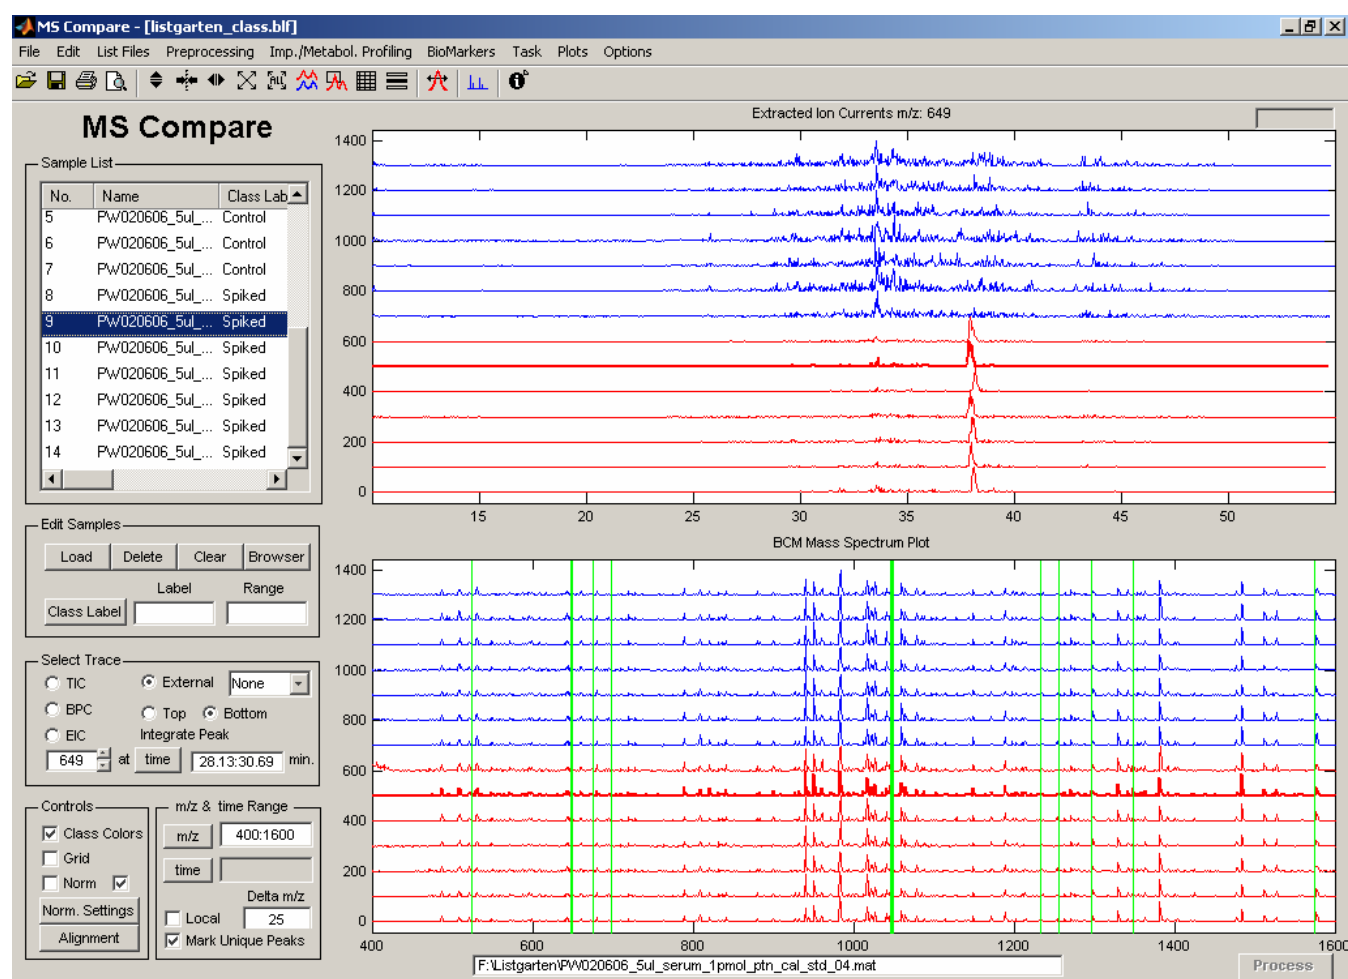 MS Compare - [listgarten_class.blf]
File Edit List Files Preprocessing Imp./Metabol. Profiling BioMarkers Task Plots Options
MS Compare
Sample List
No. Name Class Lab
5 PW020606_5ul_... Control
6 PW020606_5ul_... Control
7 PW020606_5ul_... Control
8 PW020606_5ul_... Spiked
9 PW020606_5ul_... Spiked
10 PW020606_5ul_... Spiked
11 PW020606_5ul_... Spiked
12 PW020606_5ul_... Spiked
13 PW020606_5ul_... Spiked
14 PW020606_5ul_... Spiked
Edit Samples
Load Delete Clear Browser
Label Range
Class Label
Select Trace
TIC External None
BPC Top Bottom
EIC Integrate Peak
649 at time 28.13:30.69 min.
Controls
Class Colors
Grid
Norm
Norm. Settings
Alignment
m/z & time Range
m/z 400:1600
time
Delta m/z
Local 25
Mark Unique Peaks
Extracted Ion Currents m/z: 649
1400
1200
1000
800
600
400
200
0
15 20 25 30 35 40 45 50
BCM Mass Spectrum Plot
1400
1200
1000
800
600
400
200
0
400 600 800 1000 1200 1400 1600
F:\Listgarten\PW020606_5ul_serum_1pmol_ptn_cal_std_04.mat
Process